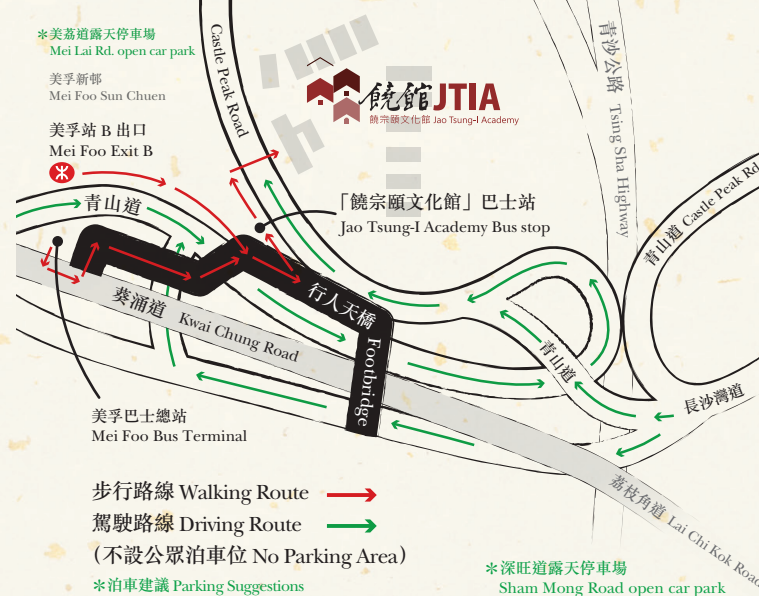 ＊美荔道露天停車場
Mei Lai Rd. open car park
美孚新邨
Mei Foo Sun Chuen
美孚站 B 出口
Mei Foo Exit B
Castle Peak Road
饒館JTIA
饒宗頤文化館 Jao Tsung-I Academy
青沙公路 Tsing Sha Highway
青山道 Castle Peak Rd
青山道
「饒宗頤文化館」巴士站
Jao Tsung-I Academy Bus stop
行人天橋
Footbridge
葵涌道 Kwai Chung Road
青山道
長沙灣道
美孚巴士總站
Mei Foo Bus Terminal
荔枝角道 Lai Chi Kok Road
步行路線 Walking Route
駕駛路線 Driving Route
(不設公眾泊車位 No Parking Area)
＊泊車建議 Parking Suggestions
＊深旺道露天停車場
Sham Mong Road open car park